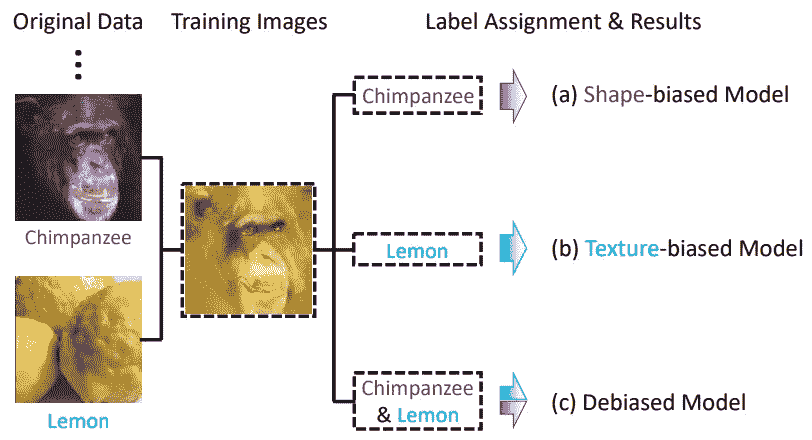 Original Data
Training Images
Label Assignment & Results
Chimpanzee
Lemon
Chimpanzee
(a) Shape-biased Model
Lemon
(b) Texture-biased Model
Chimpanzee
& Lemon
(c) Debiased Model